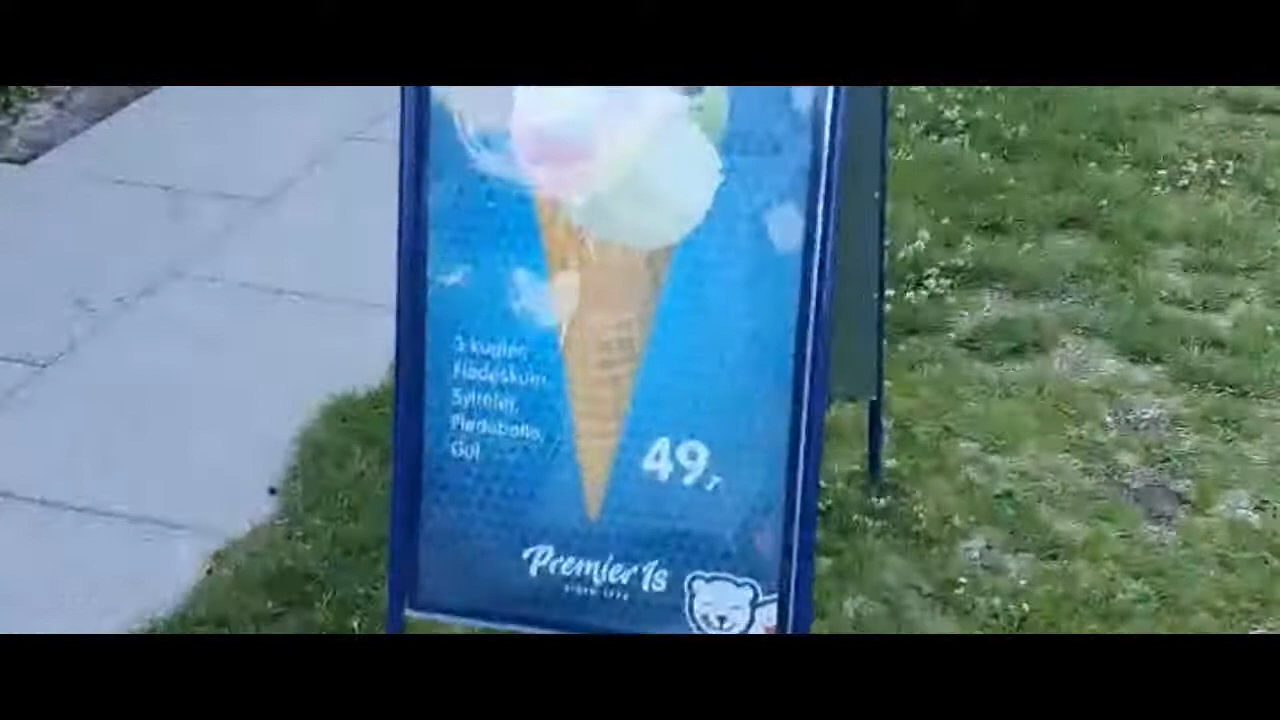 3 kugler,
Flødeskum,
Syltetøj,
Flødebolle,
Guf
49,-
Premier Is